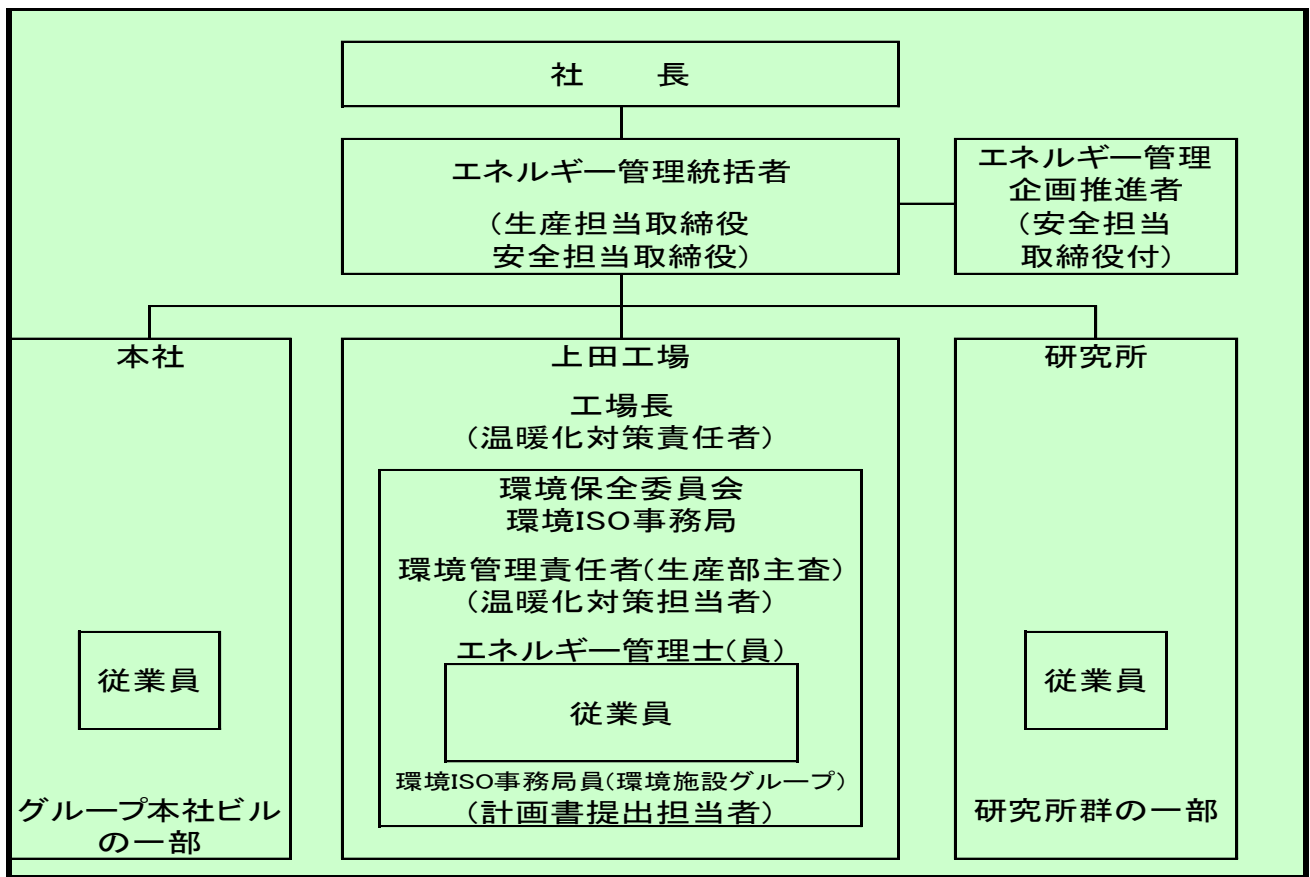 社　　長
エネルギー管理統括者
(生産担当取締役
安全担当取締役)
エネルギー管理
企画推進者
(安全担当
取締役付)
本社
従業員
グループ本社ビル
の一部
上田工場
工場長
(温暖化対策責任者)
環境保全委員会
環境ISO事務局
環境管理責任者(生産部主査)
(温暖化対策担当者)
エネルギー管理士(員)
従業員
環境ISO事務局員(環境施設グループ)
(計画書提出担当者)
研究所
従業員
研究所群の一部